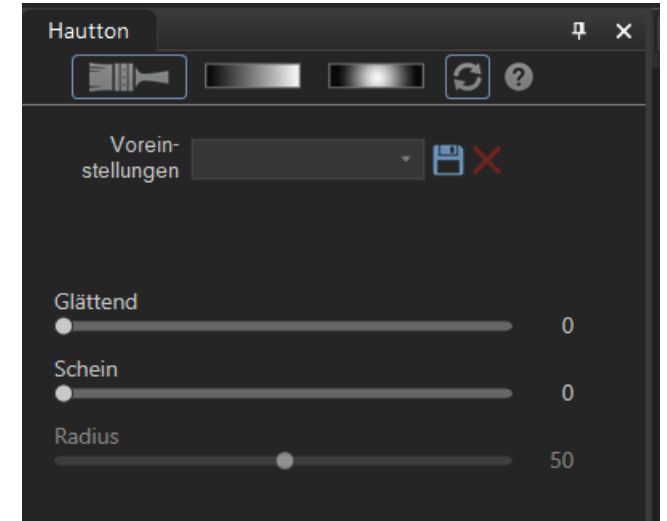 Hautton
?
Vorein-
stellungen
Glättend
0
Schein
0
Radius
50